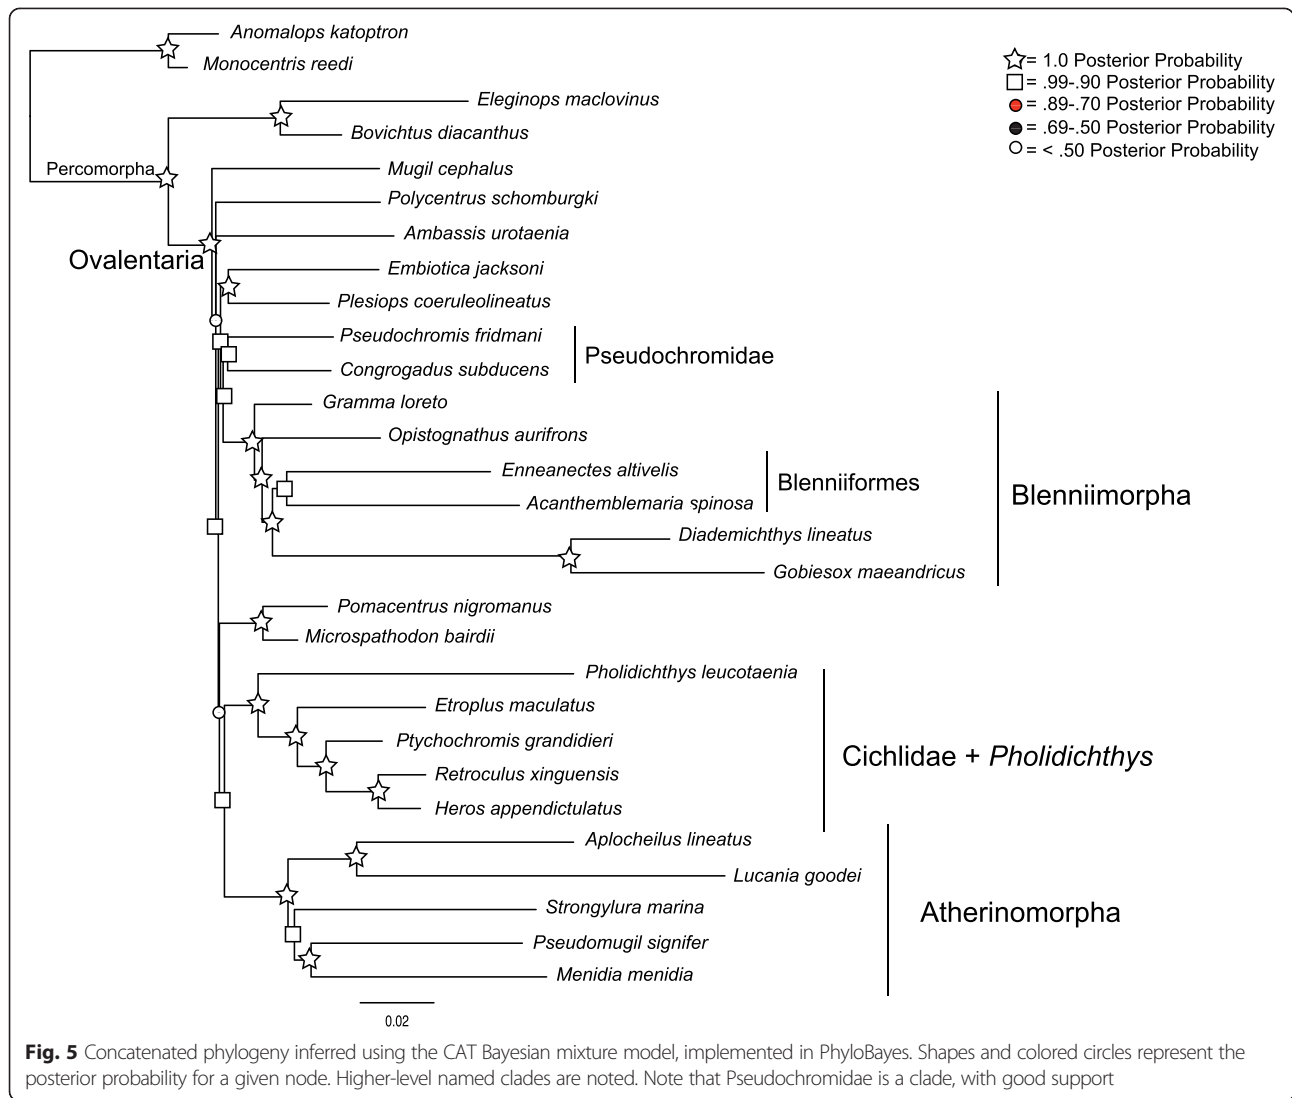 Anomalops katoptron
Monocentris reedi
= 1.0 Posterior Probability
= .99-.90 Posterior Probability
= .89-.70 Posterior Probability
= .69-.50 Posterior Probability
= < .50 Posterior Probability
Eleginops maclovinus
Bovichtus diacanthus
Percomorpha
Mugil cephalus
Polycentrus schomburgki
Ambassis urotaenia
Ovalentaria
Embiotica jacksoni
Plesiops coeruleolineatus
Pseudochromis fridmani
Pseudochromidae
Congrogadus subducens
Gramma loreto
Opistognathus aurifrons
Enneanectes altivelis
Blenniiformes
Blenniimorpha
Acanthemblemaria spinosa
Diademichthys lineatus
Gobiesox maeandricus
Pomacentrus nigromanus
Microspathodon bairdii
Pholidichthys leucotaenia
Etroplus maculatus
Ptychochromis grandidieri
Cichlidae + Pholidichthys
Retroculus xinguensis
Heros appendictulatus
Aplocheilus lineatus
Lucania goodei
Strongylura marina
Atherinomorpha
Pseudomugil signifer
Menidia menidia
0.02
Fig. 5 Concatenated phylogeny inferred using the CAT Bayesian mixture model, implemented in PhyloBayes. Shapes and colored circles represent the
posterior probability for a given node. Higher-level named clades are noted. Note that Pseudochromidae is a clade, with good support